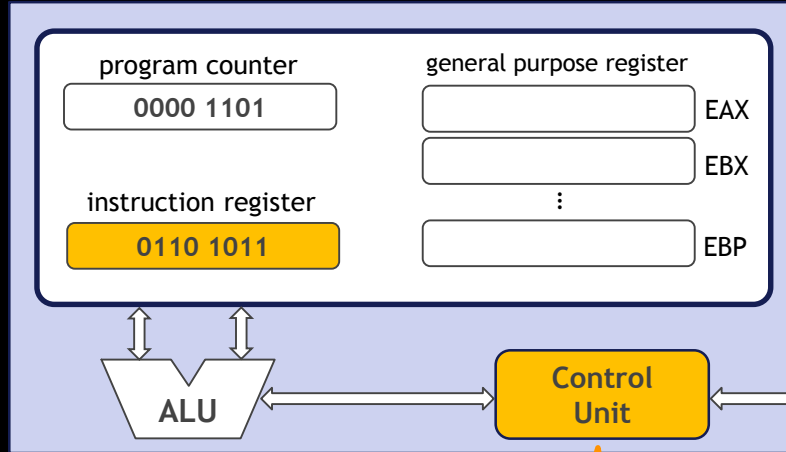 program counter
0000 1101
instruction register
0110 1011
general purpose register
EAX
EBX
⋮
EBP
ALU
Control
Unit